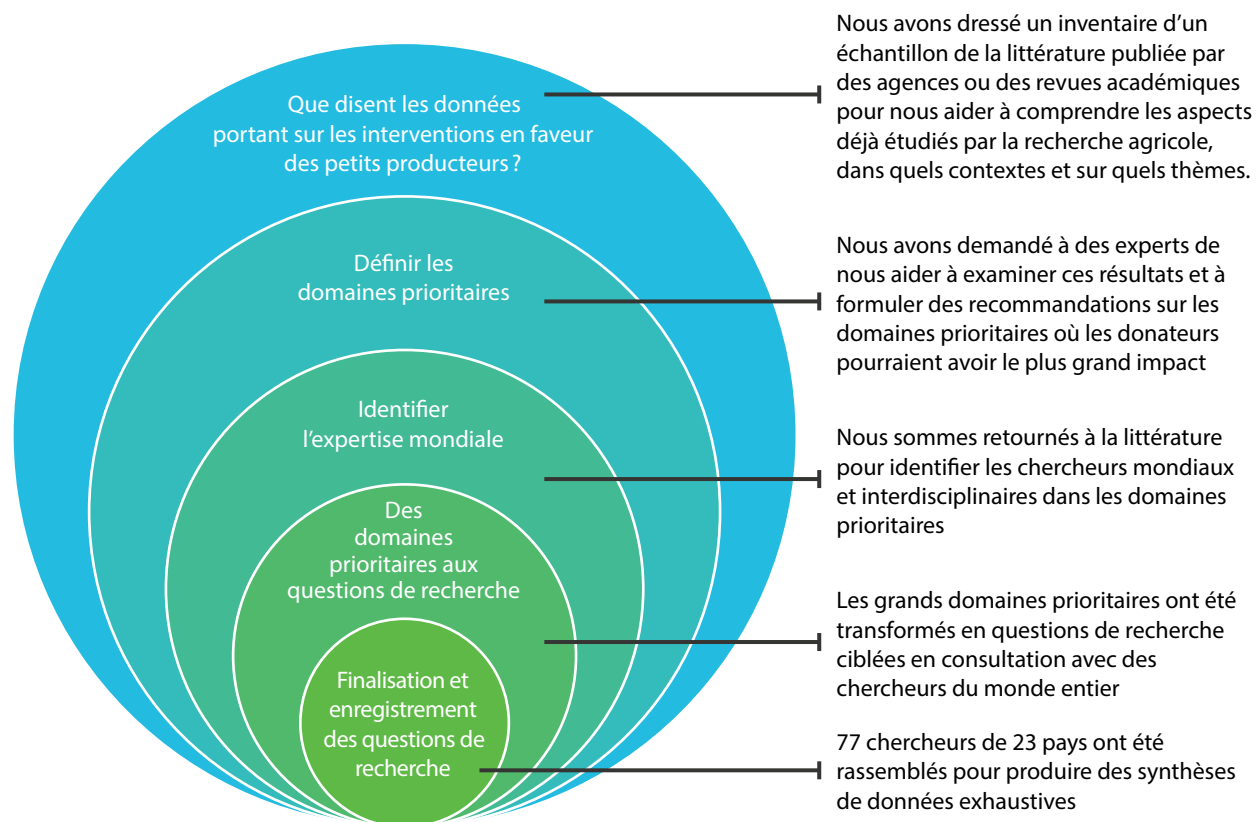 Que disent les données
portant sur les interventions en faveur
des petits producteurs ?
Nous avons dressé un inventaire d’un
échantillon de la littérature publiée par
des agences ou des revues académiques
pour nous aider à comprendre les aspects
déjà étudiés par la recherche agricole,
dans quels contextes et sur quels thèmes.
Définir les
domaines prioritaires
Nous avons demandé à des experts de
nous aider à examiner ces résultats et à
formuler des recommandations sur les
domaines prioritaires où les donateurs
pourraient avoir le plus grand impact
Identifier
l’expertise mondiale
Nous sommes retournés à la littérature
pour identifier les chercheurs mondiaux
et interdisciplinaires dans les domaines
prioritaires
Des
domaines
prioritaires aux
questions de recherche
Les grands domaines prioritaires ont été
transformés en questions de recherche
ciblées en consultation avec des
chercheurs du monde entier
Finalisation et
enregistrement
des questions de
recherche
77 chercheurs de 23 pays ont été
rassemblés pour produire des synthèses
de données exhaustives